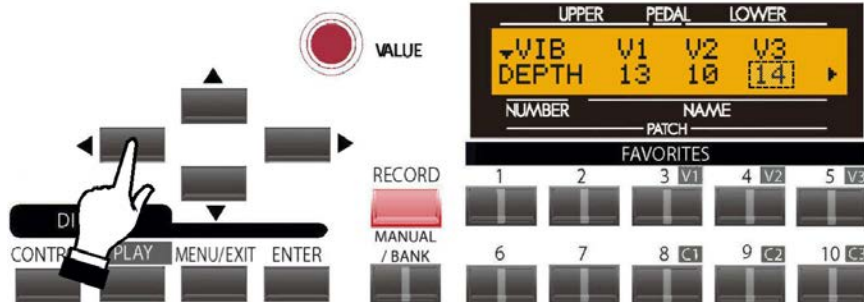 UPPER PEDAL LOWER
VIB V1 V2 V3
DEPTH 13 10 14
NUMBER NAME
PATCH
VALUE
FAVORITES
RECORD
1 2 3 V1 4 V2 5 V3
MANUAL
/ BANK
6 7 8 C1 9 C2 10 C3
PLAY MENU/EXIT ENTER